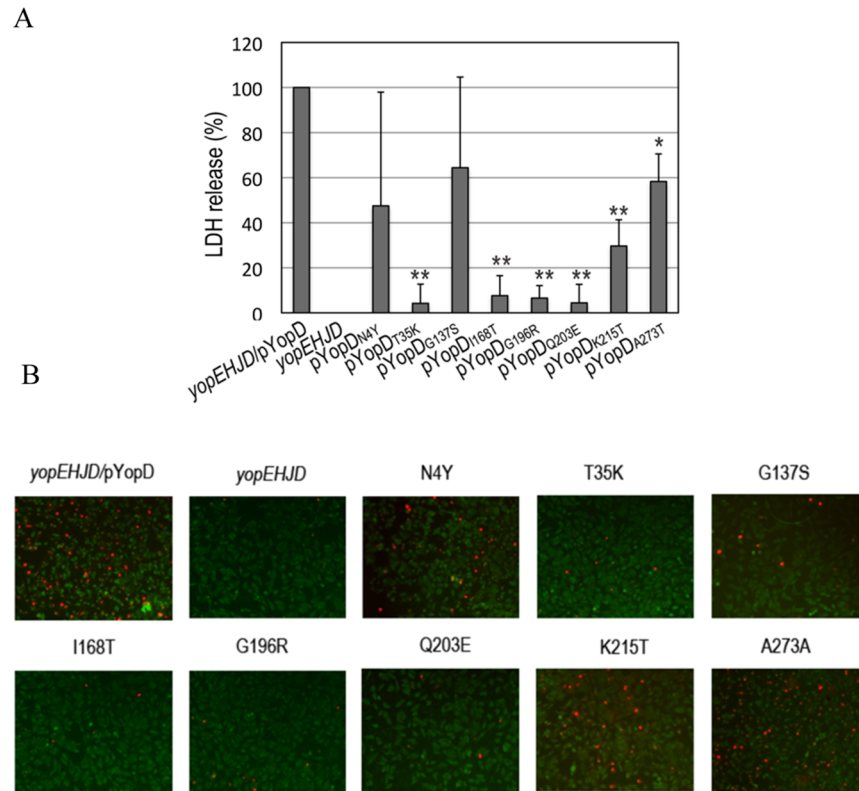 A
LDH release (%)
120
100
80
60
40
20
0
** ** ** ** ** *
yopEHJD/pYopD
yopEHJD
pYopDN4Y
pYopDT35K
pYopDG137S
pYopDI168T
pYopDG196R
pYopDQ203E
pYopDK215T
pYopDA273T
B
yopEHJD/pYopD yopEHJD N4Y T35K G137S
I168T G196R Q203E K215T A273A